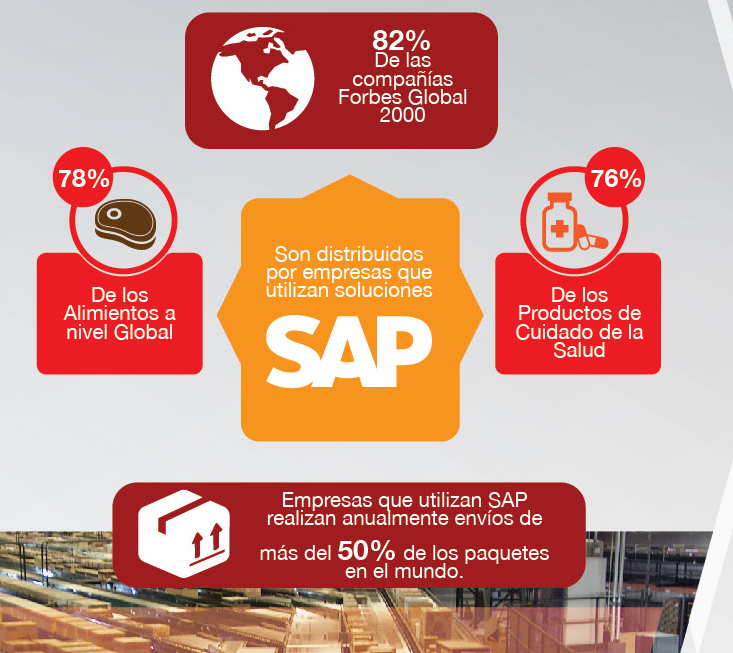 82%
De las
compañías
Forbes Global
2000
78%
De los
Alimientos a
nivel Global
Son distribuidos
por empresas que
utilizan soluciones
SAP
76%
De los
Productos de
Cuidado de la
Salud
Empresas que utilizan SAP
realizan anualmente envíos de
más del 50% de los paquetes
en el mundo.